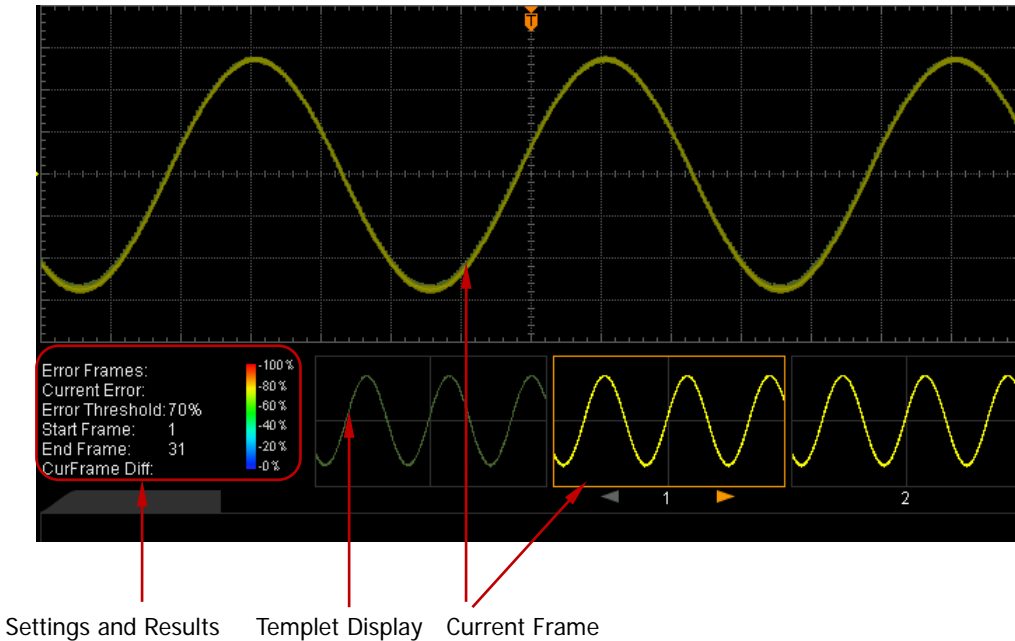 T
Error Frames:
Current Error:
Error Threshold: 70%
Start Frame: 1
End Frame: 31
CurFrame Diff:
-100%
-80%
-60%
-40%
-20%
-0%
1
2
Settings and Results Templet Display Current Frame